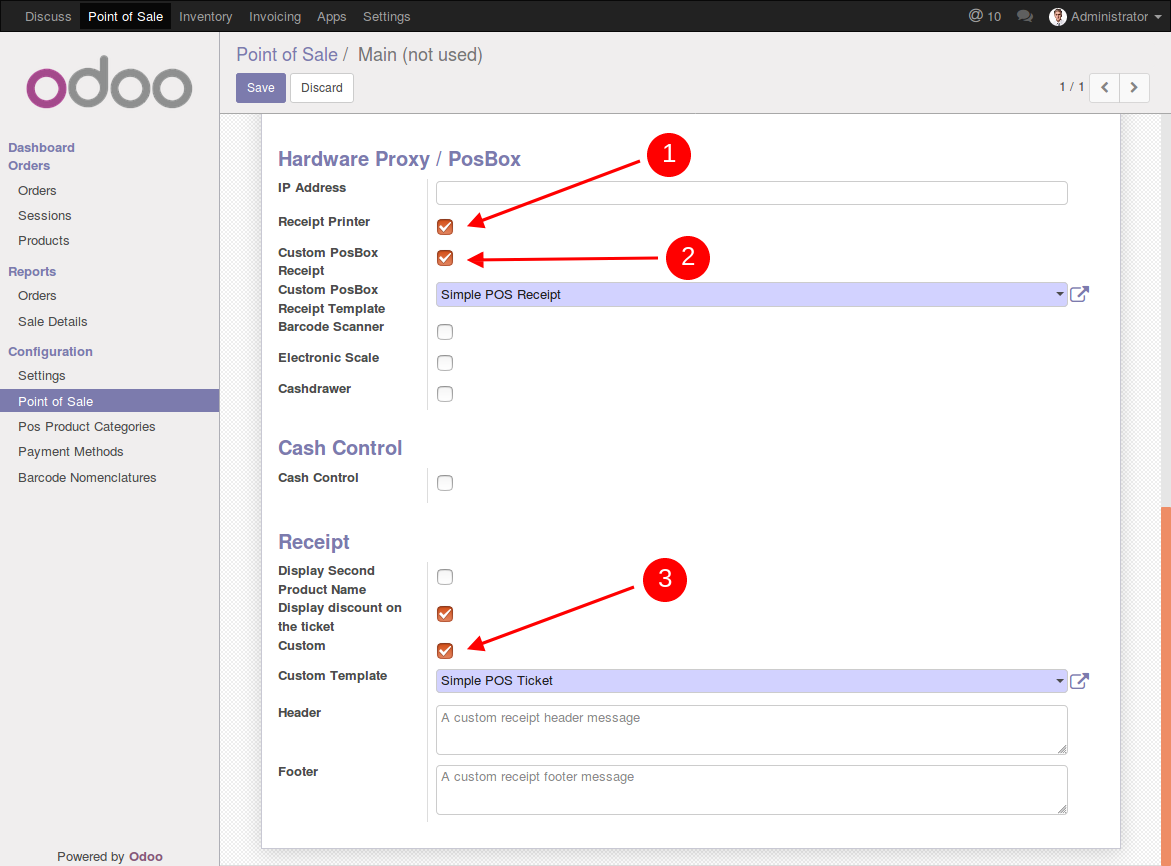 Discuss Point of Sale Inventory Invoicing Apps Settings @ 10 Administrator
odoo
Point of Sale / Main (not used)
Save Discard 1 / 1
Dashboard
Orders
Orders
Sessions
Products
Reports
Orders
Sale Details
Configuration
Settings
Point of Sale
Pos Product Categories
Payment Methods
Barcode Nomenclatures
Powered by Odoo
Hardware Proxy / PosBox
1
IP Address
Receipt Printer
2
Custom PosBox
Receipt
Custom PosBox
Receipt Template
Simple POS Receipt
Barcode Scanner
Electronic Scale
Cashdrawer
Cash Control
Cash Control
Receipt
Display Second
Product Name
3
Display discount on
the ticket
Custom
Custom Template Simple POS Ticket
Header A custom receipt header message
Footer A custom receipt footer message